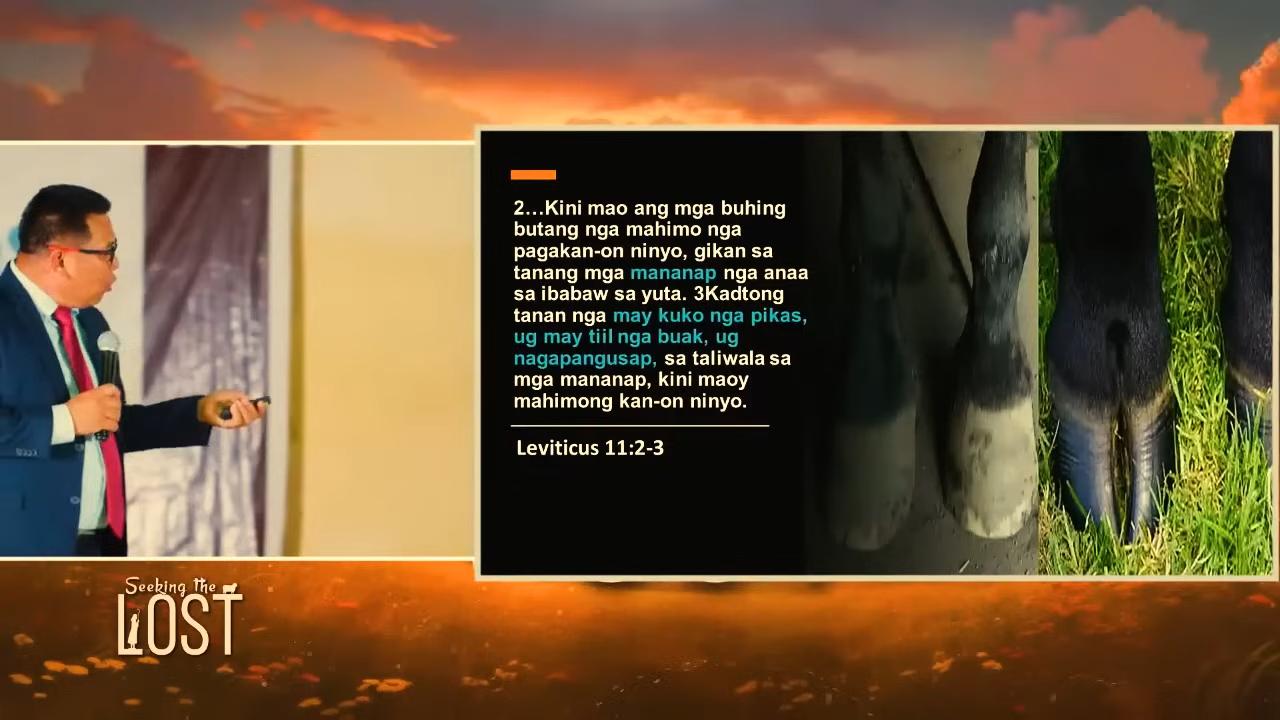 2...Kini mao ang mga buhing
butang nga mahimo nga
pagakan-on ninyo, gikan sa
tanang mga mananap nga anaa
sa ibabaw sa yuta. 3Kadtong
tanan nga may kuko nga pikas,
ug may tiil nga buak, ug
nagapangusap, sa taliwala sa
mga mananap, kini maoy
mahimong kan-on ninyo.
Leviticus 11:2-3
Seeking the
LOST